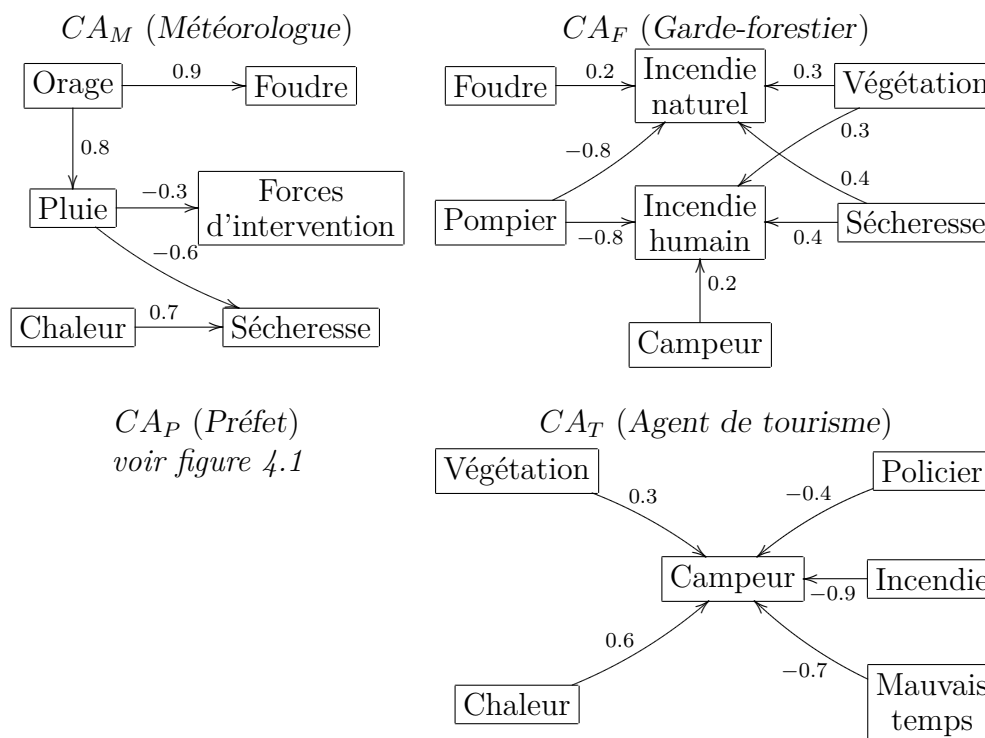 CA_M (Météorologue)
Orage
0.9
Foudre
0.8
Pluie
−0.3
Forces
d'intervention
−0.6
Chaleur
0.7
Sécheresse
CA_F (Garde-forestier)
Foudre
0.2
Incendie
naturel
0.3
Végétation
−0.8
0.3
0.4
Pompier
−0.8
Incendie
humain
0.4
Sécheresse
0.2
Campeur
CA_P (Préfet)
voir figure 4.1
CA_T (Agent de tourisme)
Végétation
0.3
−0.4
Policier
Campeur
−0.9
Incendie
0.6
−0.7
Chaleur
Mauvais
temps